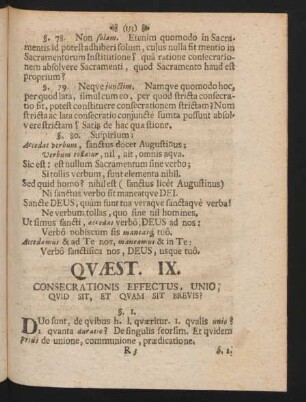 (133)
§. 78. Non solam. Etenim quomodo in Sacra-
mentis id potest adhiberi solum, cujus nulla fit mentio in
Sacramentorum Institutione? qua ratione consecratio-
nem absolvere Sacramenti, quod Sacramento haud est
proprium?
§. 79. Neqve junctim. Namque quomodo hoc,
per quod lata, simul cum eo, per quod stricta consecra-
tio fit, potest constituere consecrationem strictam? Num
stricta ac lata consecratio conjunctè sumta possunt absol-
vere strictam? Satis de hac quæstione.
§. 80. Suspirium:
Accedat verbum, sanctus docet Augustinus;
Verbum tollatur, nil, ait, omnis aqva.
Sic est: est nullum Sacramentum sine verbo;
Si tollis verbum, sunt elementa nihil.
Sed quid homo? nihil est (sanctus licèt Augustinus)
Ni sanctus verbo sit maneatque DEI.
Sancte DEUS, quàm sunt tua veraqve sanctaqvè verba!
Ne verbum tollas, quo sine nil homines.
Ut simus sancti, accedas verbô, DEUS ad nos:
Verbô nobiscum sis maneasq; tuô.
Accedamus & ad Te nos, maneamus & in Te:
Verbô sanctifica nos, DEUS, usque tuô.
QVÆST. IX.
CONSECRATIONIS EFFECTUS, UNIO,
QVID SIT, ET QVAM SIT BREVIS?
§. 1.
DUo sunt, de qvibus h. l. qværitur. 1. qvalis unio?
2. quanta duratio? De singulis seorsim. Et qvidem
prius de unione, communione, prædicatione.
R 3
§. 2.